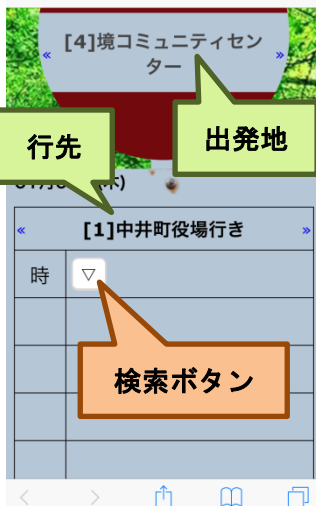 [4]境コミュニティセン
ター
«
»
行先
出発地
木)
«
[1]中井町役場行き
»
時
▽
検索ボタン